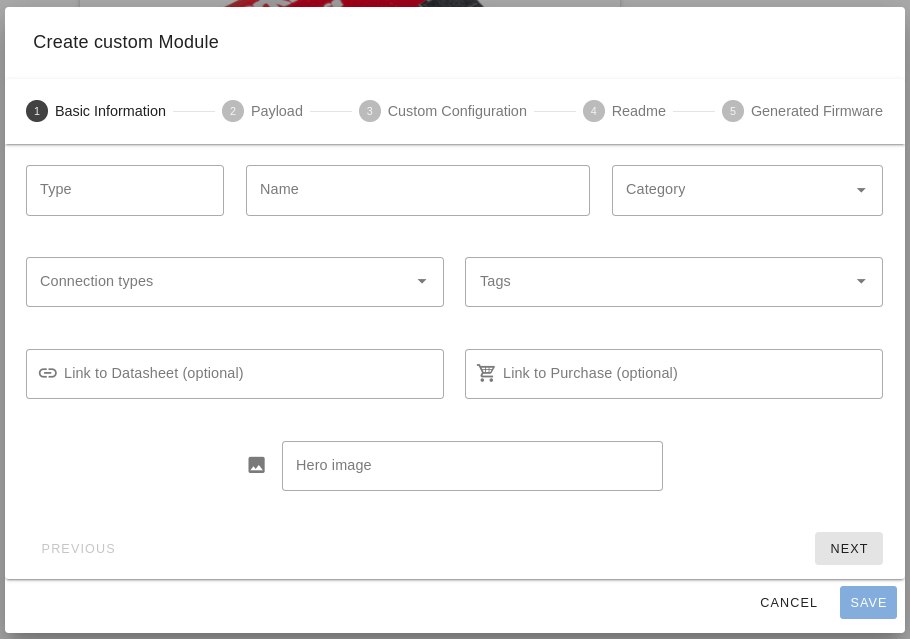 Create custom Module
1 Basic Information 2 Payload 3 Custom Configuration 4 Readme 5 Generated Firmware
Type Name Category
Connection types Tags
Link to Datasheet (optional) Link to Purchase (optional)
Hero image
PREVIOUS NEXT
CANCEL SAVE